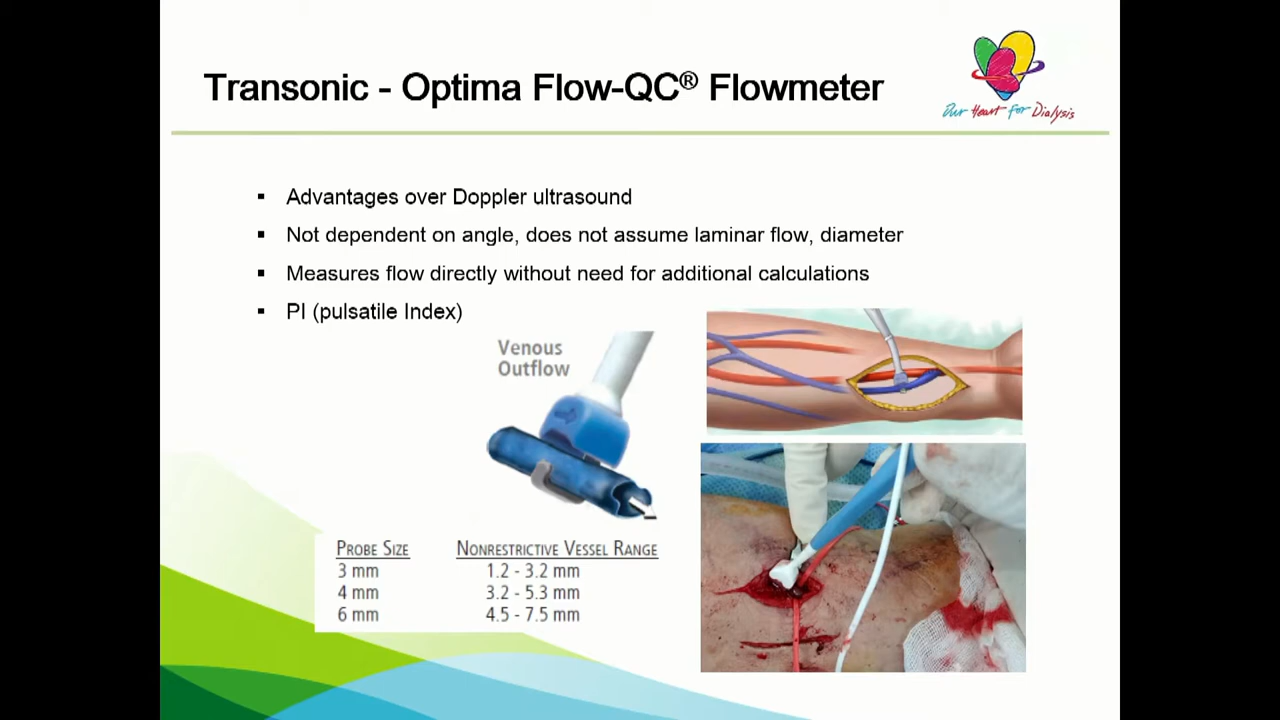 Transonic - Optima Flow-QC® Flowmeter
Our Heart for Dialysis
▪ Advantages over Doppler ultrasound
▪ Not dependent on angle, does not assume laminar flow, diameter
▪ Measures flow directly without need for additional calculations
▪ PI (pulsatile Index)
Venous
Outflow
PROBE SIZE NONRESTRICTIVE VESSEL RANGE
3 mm 1.2 - 3.2 mm
4 mm 3.2 - 5.3 mm
6 mm 4.5 - 7.5 mm